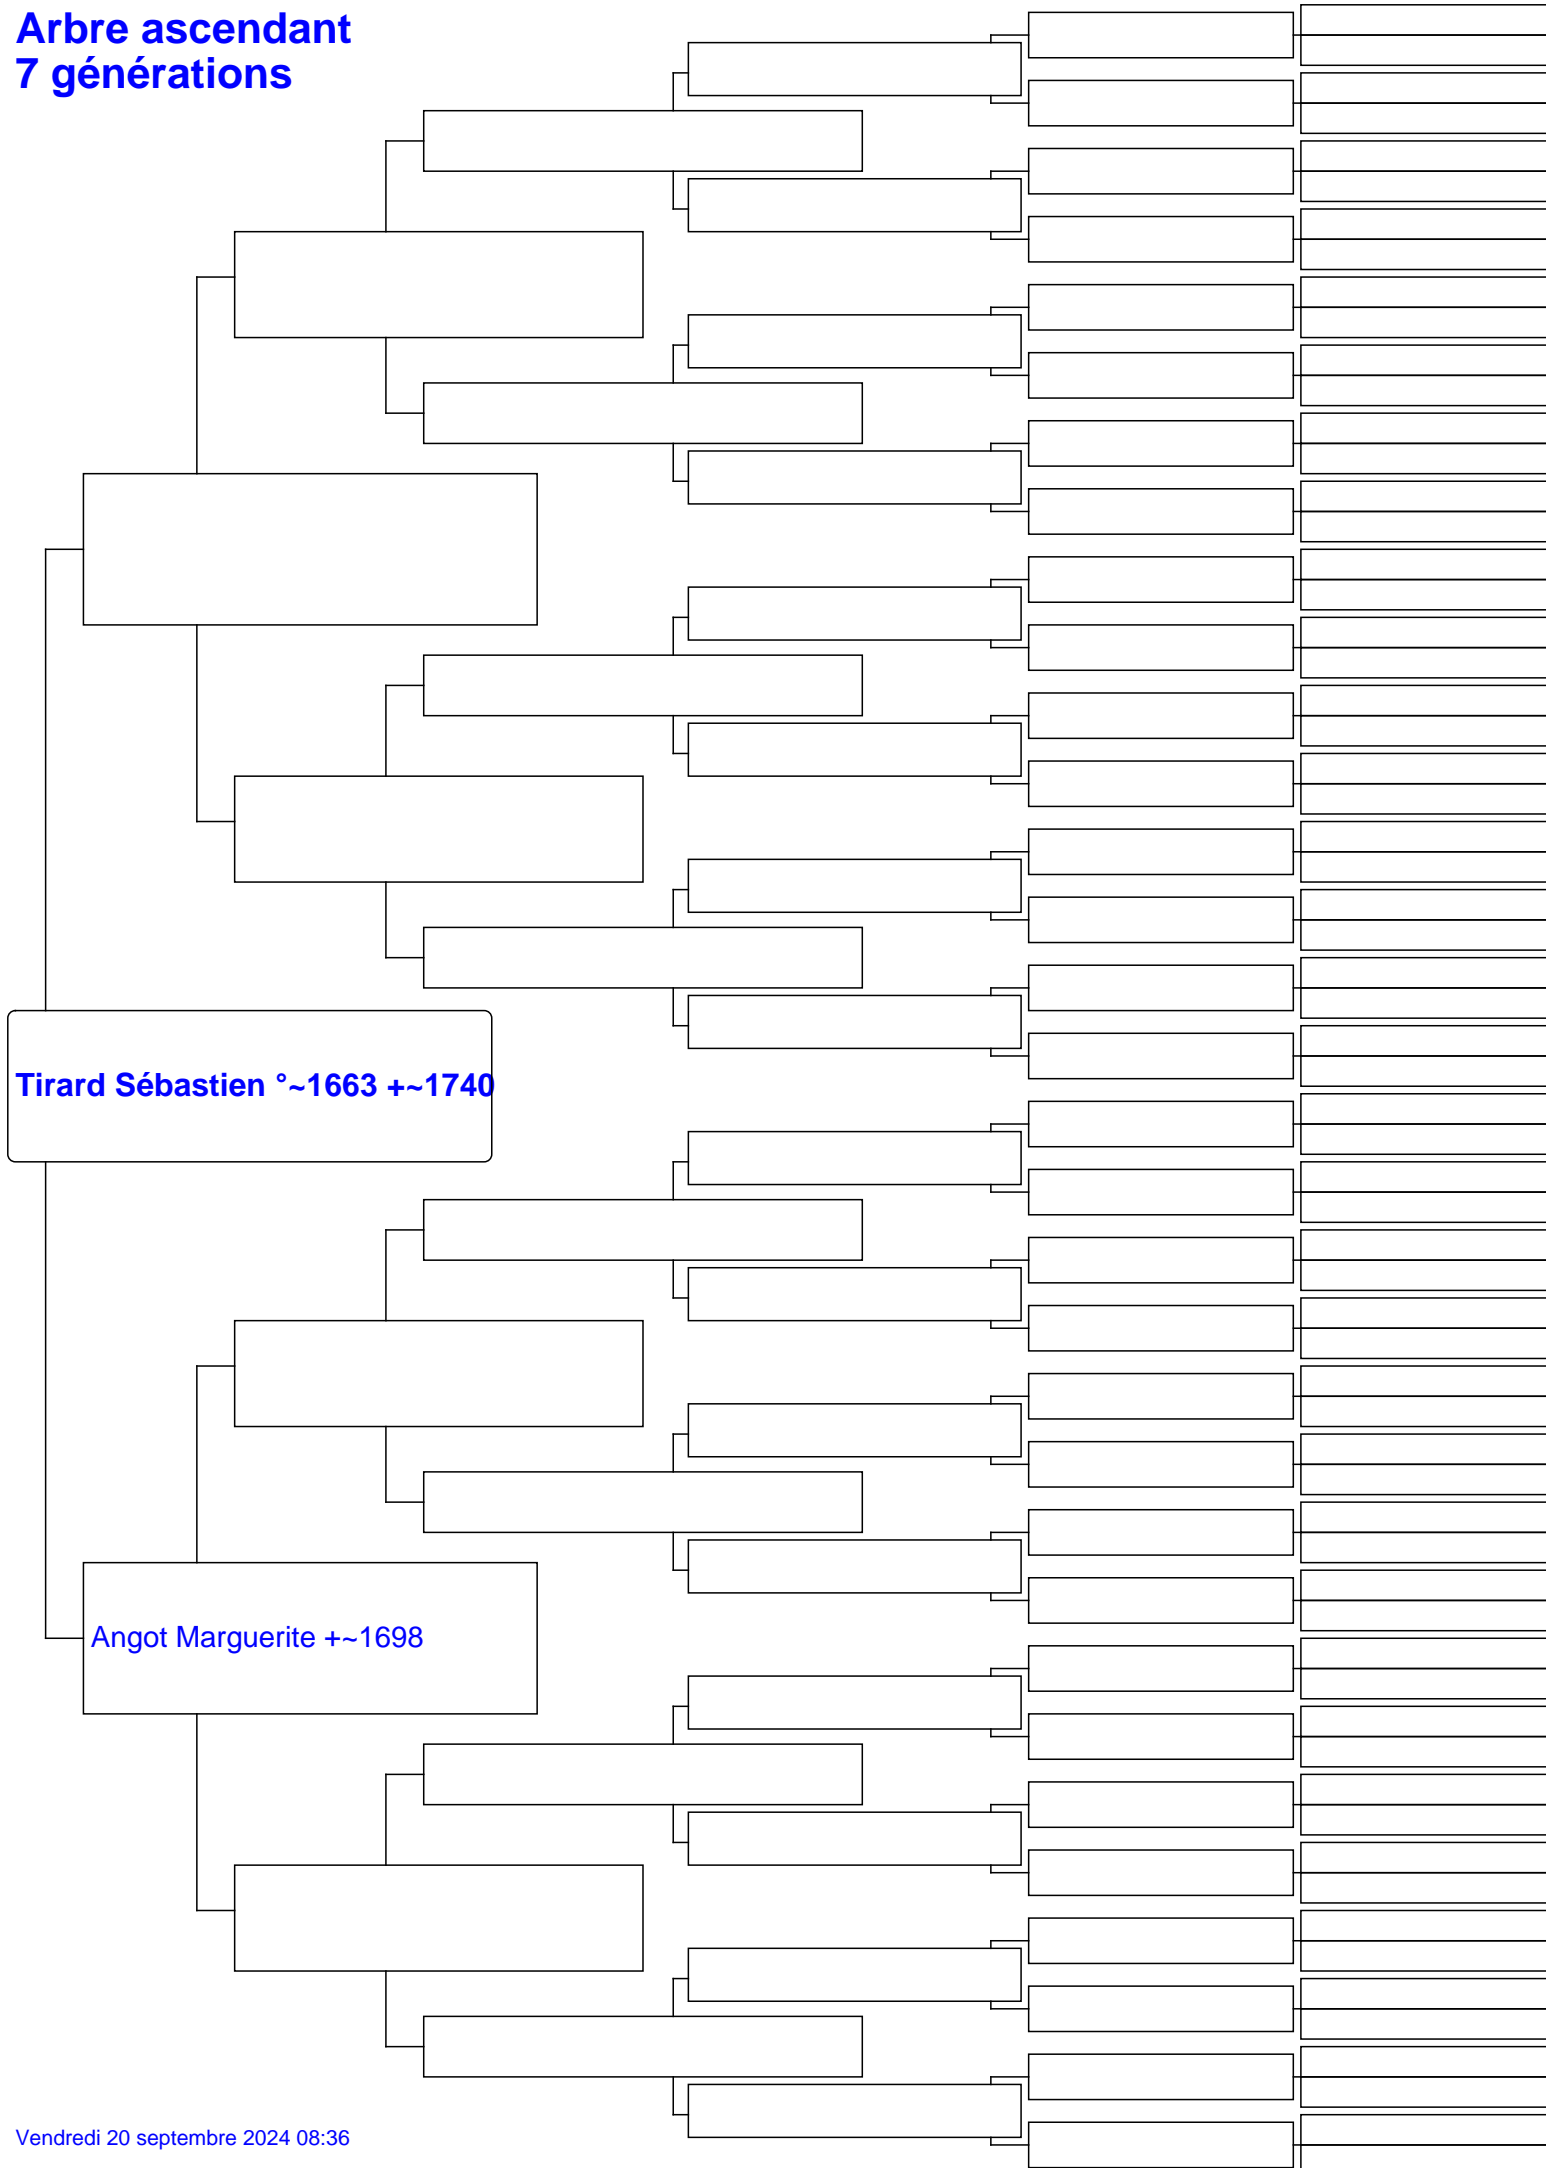 Arbre ascendant
7 générations
Tirard Sébastien °~1663 +~1740
Angot Marguerite +~1698
Vendredi 20 septembre 2024 08:36